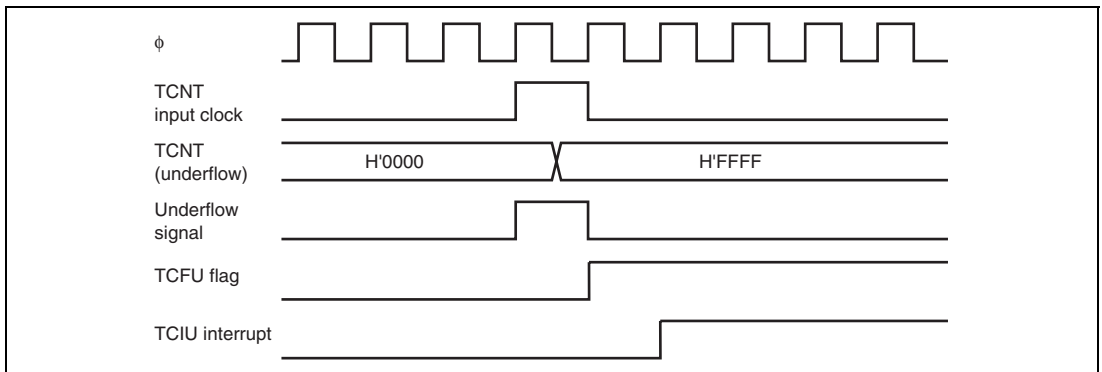 ϕ
TCNT
input clock
TCNT
(underflow)
H'0000
H'FFFF
Underflow
signal
TCFU flag
TCIU interrupt